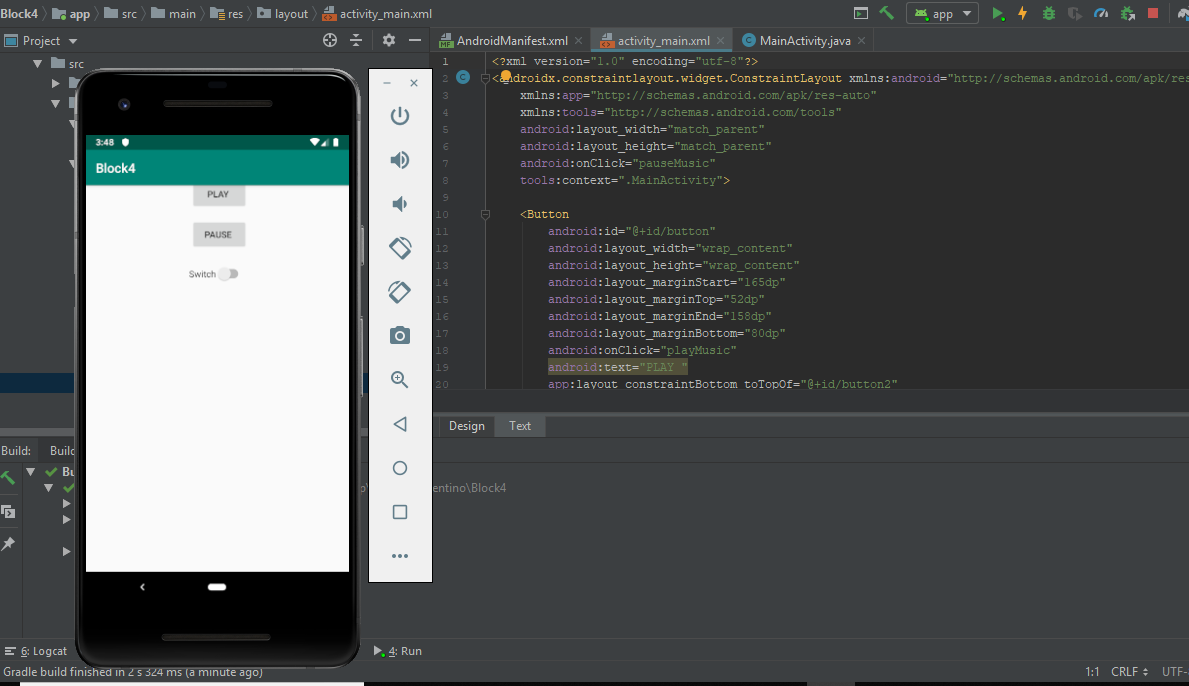 Block4 app src main res layout activity_main.xml
app
Project
AndroidManifest.xml activity_main.xml MainActivity.java
src
3:48
Block4
PLAY
PAUSE
Switch
1 <?xml version="1.0" encoding="utf-8"?>
2 <androidx.constraintlayout.widget.ConstraintLayout xmlns:android="http://schemas.android.com/apk/res
3 xmlns:app="http://schemas.android.com/apk/res-auto"
4 xmlns:tools="http://schemas.android.com/tools"
5 android:layout_width="match_parent"
6 android:layout_height="match_parent"
7 android:onClick="pauseMusic"
8 tools:context=".MainActivity">
9
10 <Button
11 android:id="@+id/button"
12 android:layout_width="wrap_content"
13 android:layout_height="wrap_content"
14 android:layout_marginStart="165dp"
15 android:layout_marginTop="52dp"
16 android:layout_marginEnd="158dp"
17 android:layout_marginBottom="80dp"
18 android:onClick="playMusic"
19 android:text="PLAY "
20 app:layout_constraintBottom_toTopOf="@+id/button2"
Design Text
Build: Build
Bu
entino\Block4
6: Logcat 4: Run
Gradle build finished in 2 s 324 ms (a minute ago)
1:1 CRLF UTF-